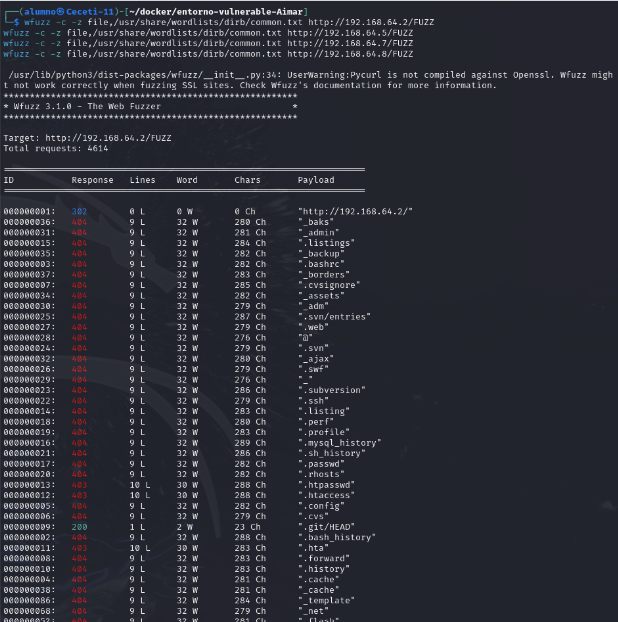 (alumno㉿Ceceti-11)-[~/docker/entorno-vulnerable-Aimar]
$ wfuzz -c -z file,/usr/share/wordlists/dirb/common.txt http://192.168.64.2/FUZZ
wfuzz -c -z file,/usr/share/wordlists/dirb/common.txt http://192.168.64.5/FUZZ
wfuzz -c -z file,/usr/share/wordlists/dirb/common.txt http://192.168.64.7/FUZZ
wfuzz -c -z file,/usr/share/wordlists/dirb/common.txt http://192.168.64.8/FUZZ
/usr/lib/python3/dist-packages/wfuzz/__init__.py:34: UserWarning:Pycurl is not compiled against Openssl. Wfuzz migh
t not work correctly when fuzzing SSL sites. Check Wfuzz's documentation for more information.
********************************************************
* Wfuzz 3.1.0 - The Web Fuzzer                         *
********************************************************
Target: http://192.168.64.2/FUZZ
Total requests: 4614
=====================================================================
ID           Response   Lines    Word       Chars       Payload
=====================================================================
000000001:   302        0 L      0 W        0 Ch        "http://192.168.64.2/"
000000036:   404        9 L      32 W       280 Ch      "_baks"
000000031:   404        9 L      32 W       281 Ch      "_admin"
000000015:   404        9 L      32 W       284 Ch      ".listings"
000000035:   404        9 L      32 W       282 Ch      "_backup"
000000003:   404        9 L      32 W       282 Ch      ".bashrc"
000000037:   404        9 L      32 W       283 Ch      "_borders"
000000007:   404        9 L      32 W       285 Ch      ".cvsignore"
000000034:   404        9 L      32 W       282 Ch      "_assets"
000000030:   404        9 L      32 W       279 Ch      "_adm"
000000025:   404        9 L      32 W       287 Ch      ".svn/entries"
000000027:   404        9 L      32 W       279 Ch      ".web"
000000028:   404        9 L      32 W       276 Ch      "@"
000000024:   404        9 L      32 W       279 Ch      ".svn"
000000032:   404        9 L      32 W       280 Ch      "_ajax"
000000026:   404        9 L      32 W       279 Ch      ".swf"
000000029:   404        9 L      32 W       276 Ch      "_"
000000023:   404        9 L      32 W       286 Ch      ".subversion"
000000022:   404        9 L      32 W       279 Ch      ".ssh"
000000014:   404        9 L      32 W       283 Ch      ".listing"
000000018:   404        9 L      32 W       280 Ch      ".perf"
000000019:   404        9 L      32 W       283 Ch      ".profile"
000000016:   404        9 L      32 W       289 Ch      ".mysql_history"
000000021:   404        9 L      32 W       286 Ch      ".sh_history"
000000017:   404        9 L      32 W       282 Ch      ".passwd"
000000020:   404        9 L      32 W       282 Ch      ".rhosts"
000000013:   403        10 L     30 W       288 Ch      ".htpasswd"
000000012:   403        10 L     30 W       288 Ch      ".htaccess"
000000005:   404        9 L      32 W       282 Ch      ".config"
000000006:   404        9 L      32 W       279 Ch      ".cvs"
000000009:   200        1 L      2 W        23 Ch       ".git/HEAD"
000000002:   404        9 L      32 W       288 Ch      ".bash_history"
000000011:   403        10 L     30 W       283 Ch      ".hta"
000000008:   404        9 L      32 W       283 Ch      ".forward"
000000010:   404        9 L      32 W       283 Ch      ".history"
000000004:   404        9 L      32 W       281 Ch      ".cache"
000000038:   404        9 L      32 W       281 Ch      "_cache"
000000086:   404        9 L      32 W       284 Ch      "_template"
000000068:   404        9 L      32 W       279 Ch      "_net"